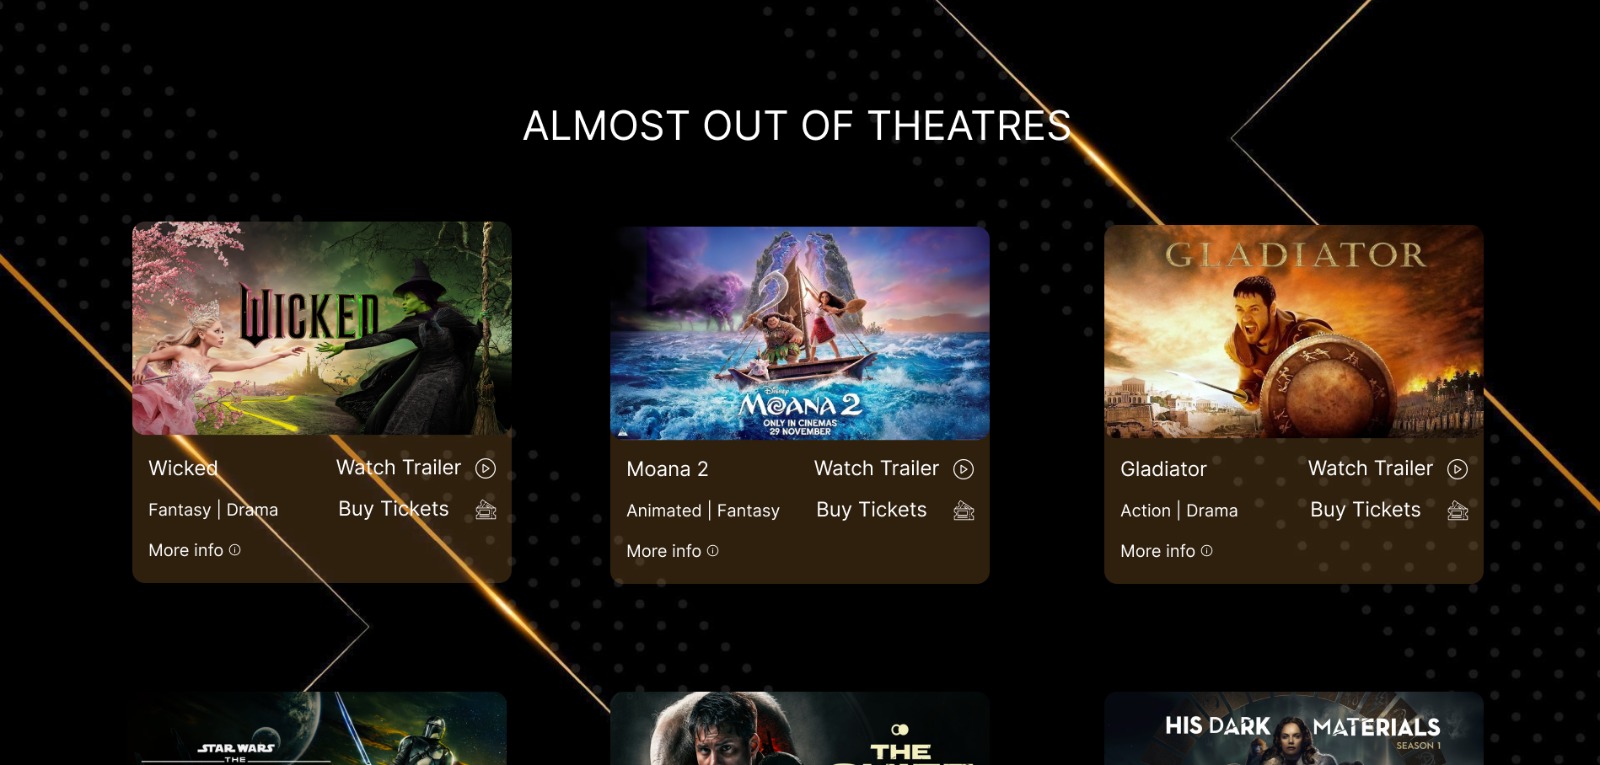 ALMOST OUT OF THEATRES
WICKED
Disney
MOANA 2
ONLY IN CINEMAS
29 NOVEMBER
GLADIATOR
Wicked
Watch Trailer
Fantasy | Drama
Buy Tickets
More info
Moana 2
Watch Trailer
Animated | Fantasy
Buy Tickets
More info
Gladiator
Watch Trailer
Action | Drama
Buy Tickets
More info
STAR WARS
THE
THE
HIS DARK MATERIALS
SEASON 1